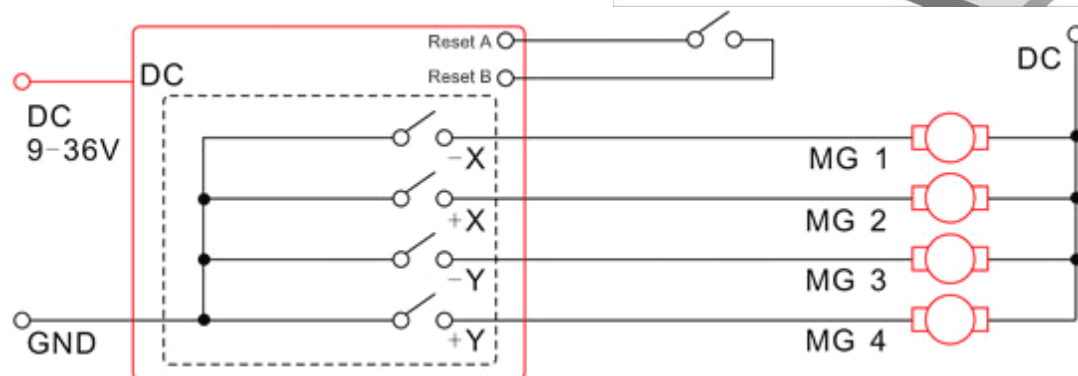 Reset A
DC
DC
Reset B
DC
9-36V
-X
MG 1
+X
MG 2
-Y
MG 3
GND
+Y
MG 4